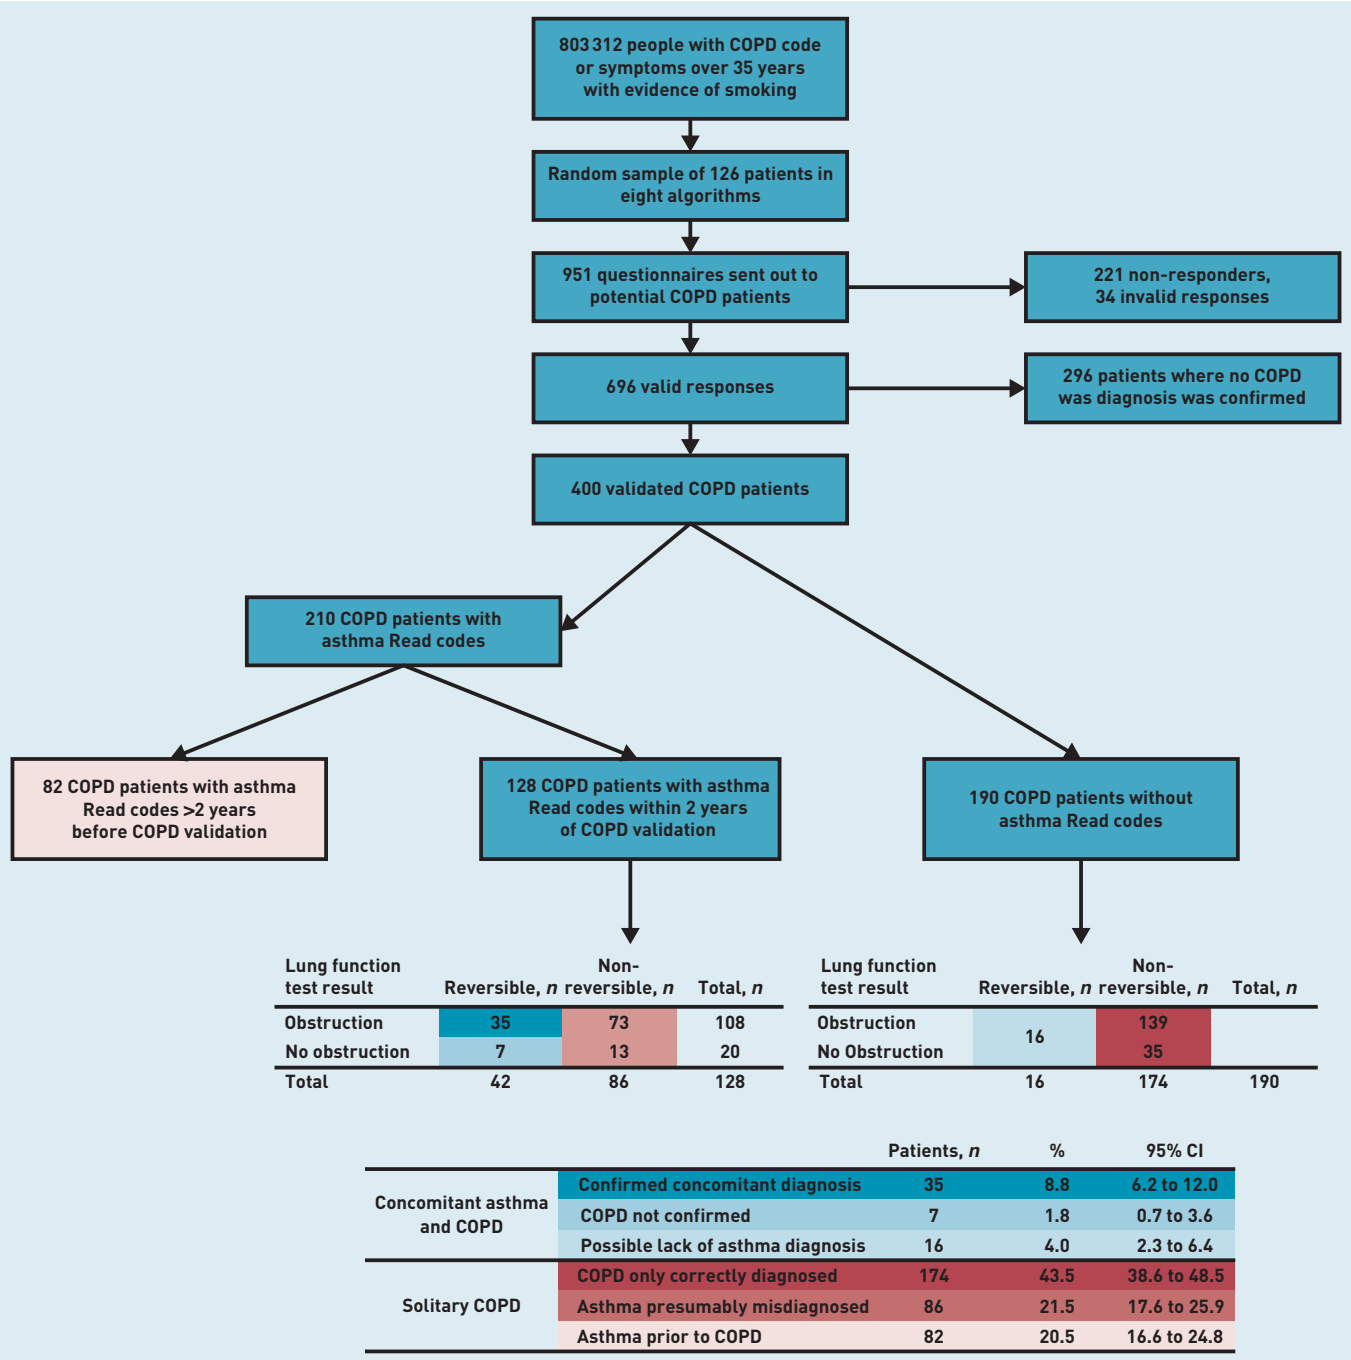 803 312 people with COPD code
or symptoms over 35 years
with evidence of smoking
Random sample of 126 patients in
eight algorithms
951 questionnaires sent out to
potential COPD patients
221 non-responders,
34 invalid responses
696 valid responses
296 patients where no COPD
was diagnosis was confirmed
400 validated COPD patients
210 COPD patients with
asthma Read codes
82 COPD patients with asthma
Read codes >2 years
before COPD validation
128 COPD patients with asthma
Read codes within 2 years
of COPD validation
190 COPD patients without
asthma Read codes
Lung function
test result
Reversible, n
Non-
reversible, n
Total, n
Obstruction 35 73 108
No obstruction 7 13 20
Total 42 86 128
Lung function
test result
Reversible, n
Non-
reversible, n
Total, n
Obstruction 139
16
No Obstruction 35
Total 16 174 190
Patients, n % 95% CI
Concomitant asthma
and COPD
Confirmed concomitant diagnosis 35 8.8 6.2 to 12.0
COPD not confirmed 7 1.8 0.7 to 3.6
Possible lack of asthma diagnosis 16 4.0 2.3 to 6.4
Solitary COPD
COPD only correctly diagnosed 174 43.5 38.6 to 48.5
Asthma presumably misdiagnosed 86 21.5 17.6 to 25.9
Asthma prior to COPD 82 20.5 16.6 to 24.8